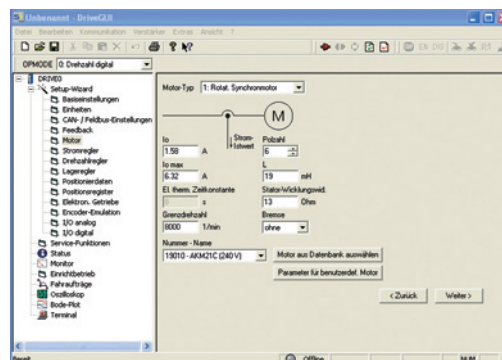 Unbenannt - DriveGUI
Datei Bearbeiten Kommunikation Verstärker Extras Ansicht ?
OPMODE 0: Drehzahl digital
DRIVE0
Setup-Wizard
Basiseinstellungen
Einheiten
CAN- / Feldbus-Einstellungen
Feedback
Motor
Stromregler
Drehzahlregler
Lageregler
Positionierdaten
Positionsregister
Elektron. Getriebe
Encoder-Emulation
I/O analog
I/O digital
Service-Funktionen
Status
Monitor
Einrichtbetrieb
Fahraufträge
Oszilloskop
Bode-Plot
Terminal
Motor-Typ 1: Rotat. Synchronmotor
M
Strom-
Istwert
Io Polzahl
1.58 A 6
Io max L
6.32 A 19 mH
El. therm. Zeitkonstante Stator-Wicklungswid.
s 13 Ohm
Grenzdrehzahl Bremse
8000 1/min ohne
Nummer - Name
19010 - AKM21C (240 V) Motor aus Datenbank auswählen
Parameter für benutzerdef. Motor
< Zurück Weiter >
Bereit Offline NUM